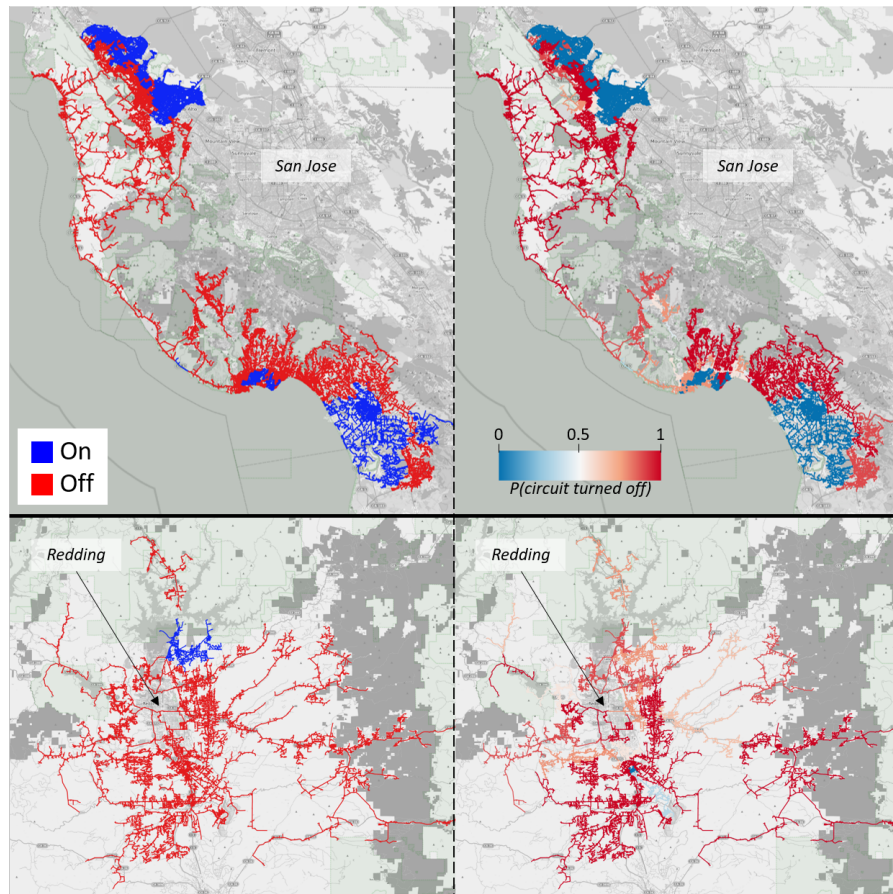 San Jose
San Jose
On
Off
0
0.5
1
P(circuit turned off)
Redding
Redding